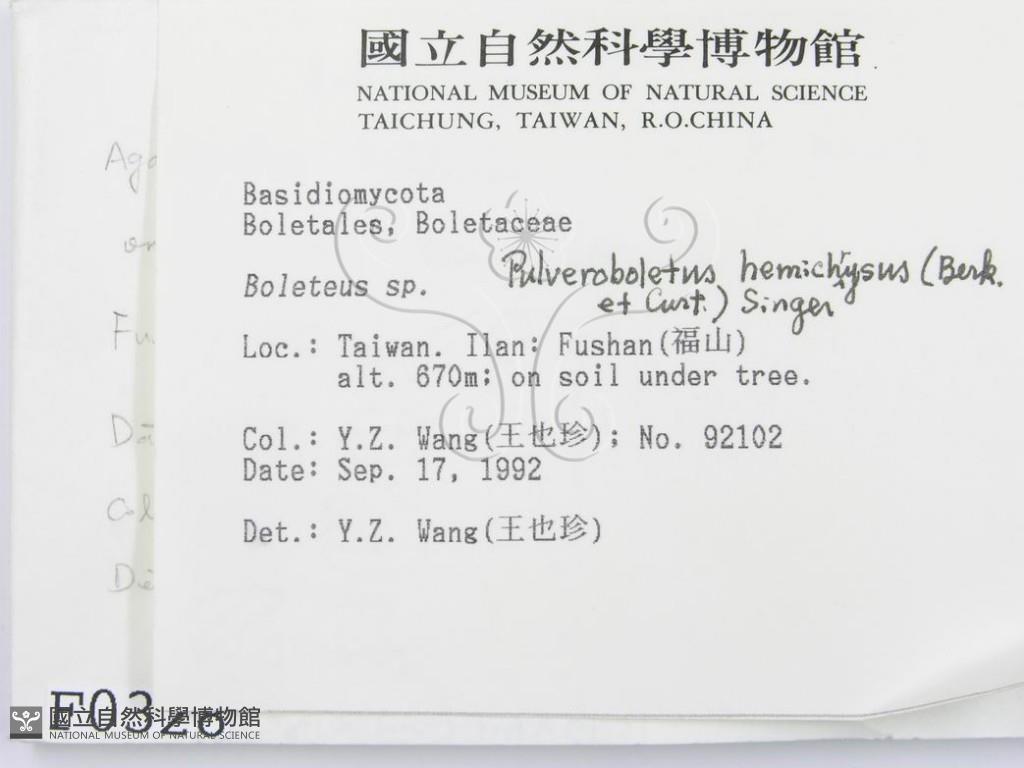 國立自然科學博物館
NATIONAL MUSEUM OF NATURAL SCIENCE
TAICHUNG, TAIWAN, R.O.CHINA
Basidiomycota
Boletales, Boletaceae
Boleteus sp. Pulveroboletus hemichrysus (Berk.
et Curt.) Singer
Loc.: Taiwan. Ilan: Fushan(福山)
alt. 670m; on soil under tree.
Col.: Y.Z. Wang(王也珍); No. 92102
Date: Sep. 17, 1992
Det.: Y.Z. Wang(王也珍)
國立自然科學博物館
NATIONAL MUSEUM OF NATURAL SCIENCE